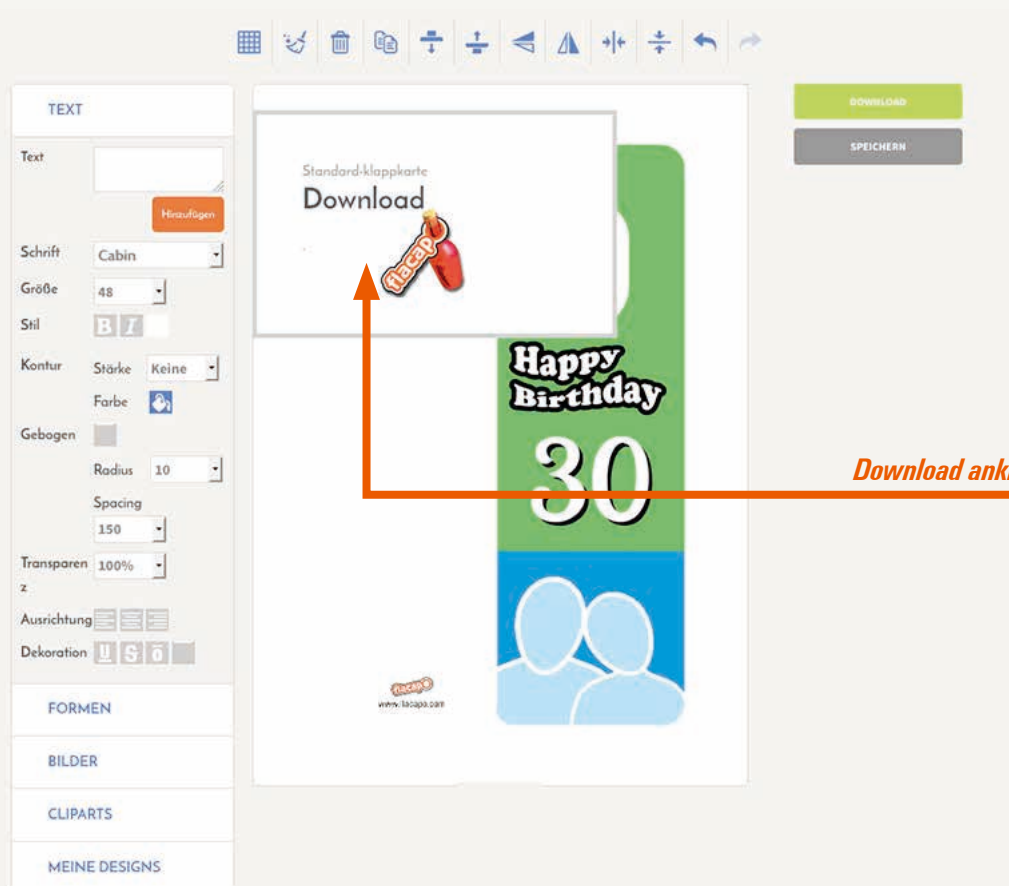 TEXT
Text
Hinzufügen
Schrift Cabin
Größe 48
Stil B I
Kontur Stärke Keine
Farbe
Gebogen
Radius 10
Spacing
150
Transparen 100%
z
Ausrichtung
Dekoration U S O
FORMEN
BILDER
CLIPARTS
MEINE DESIGNS
Standard-klappkarte
Download
flacap
Happy
Birthday
30
flacapo
www.flacapo.com
DOWNLOAD
SPEICHERN
Download ank